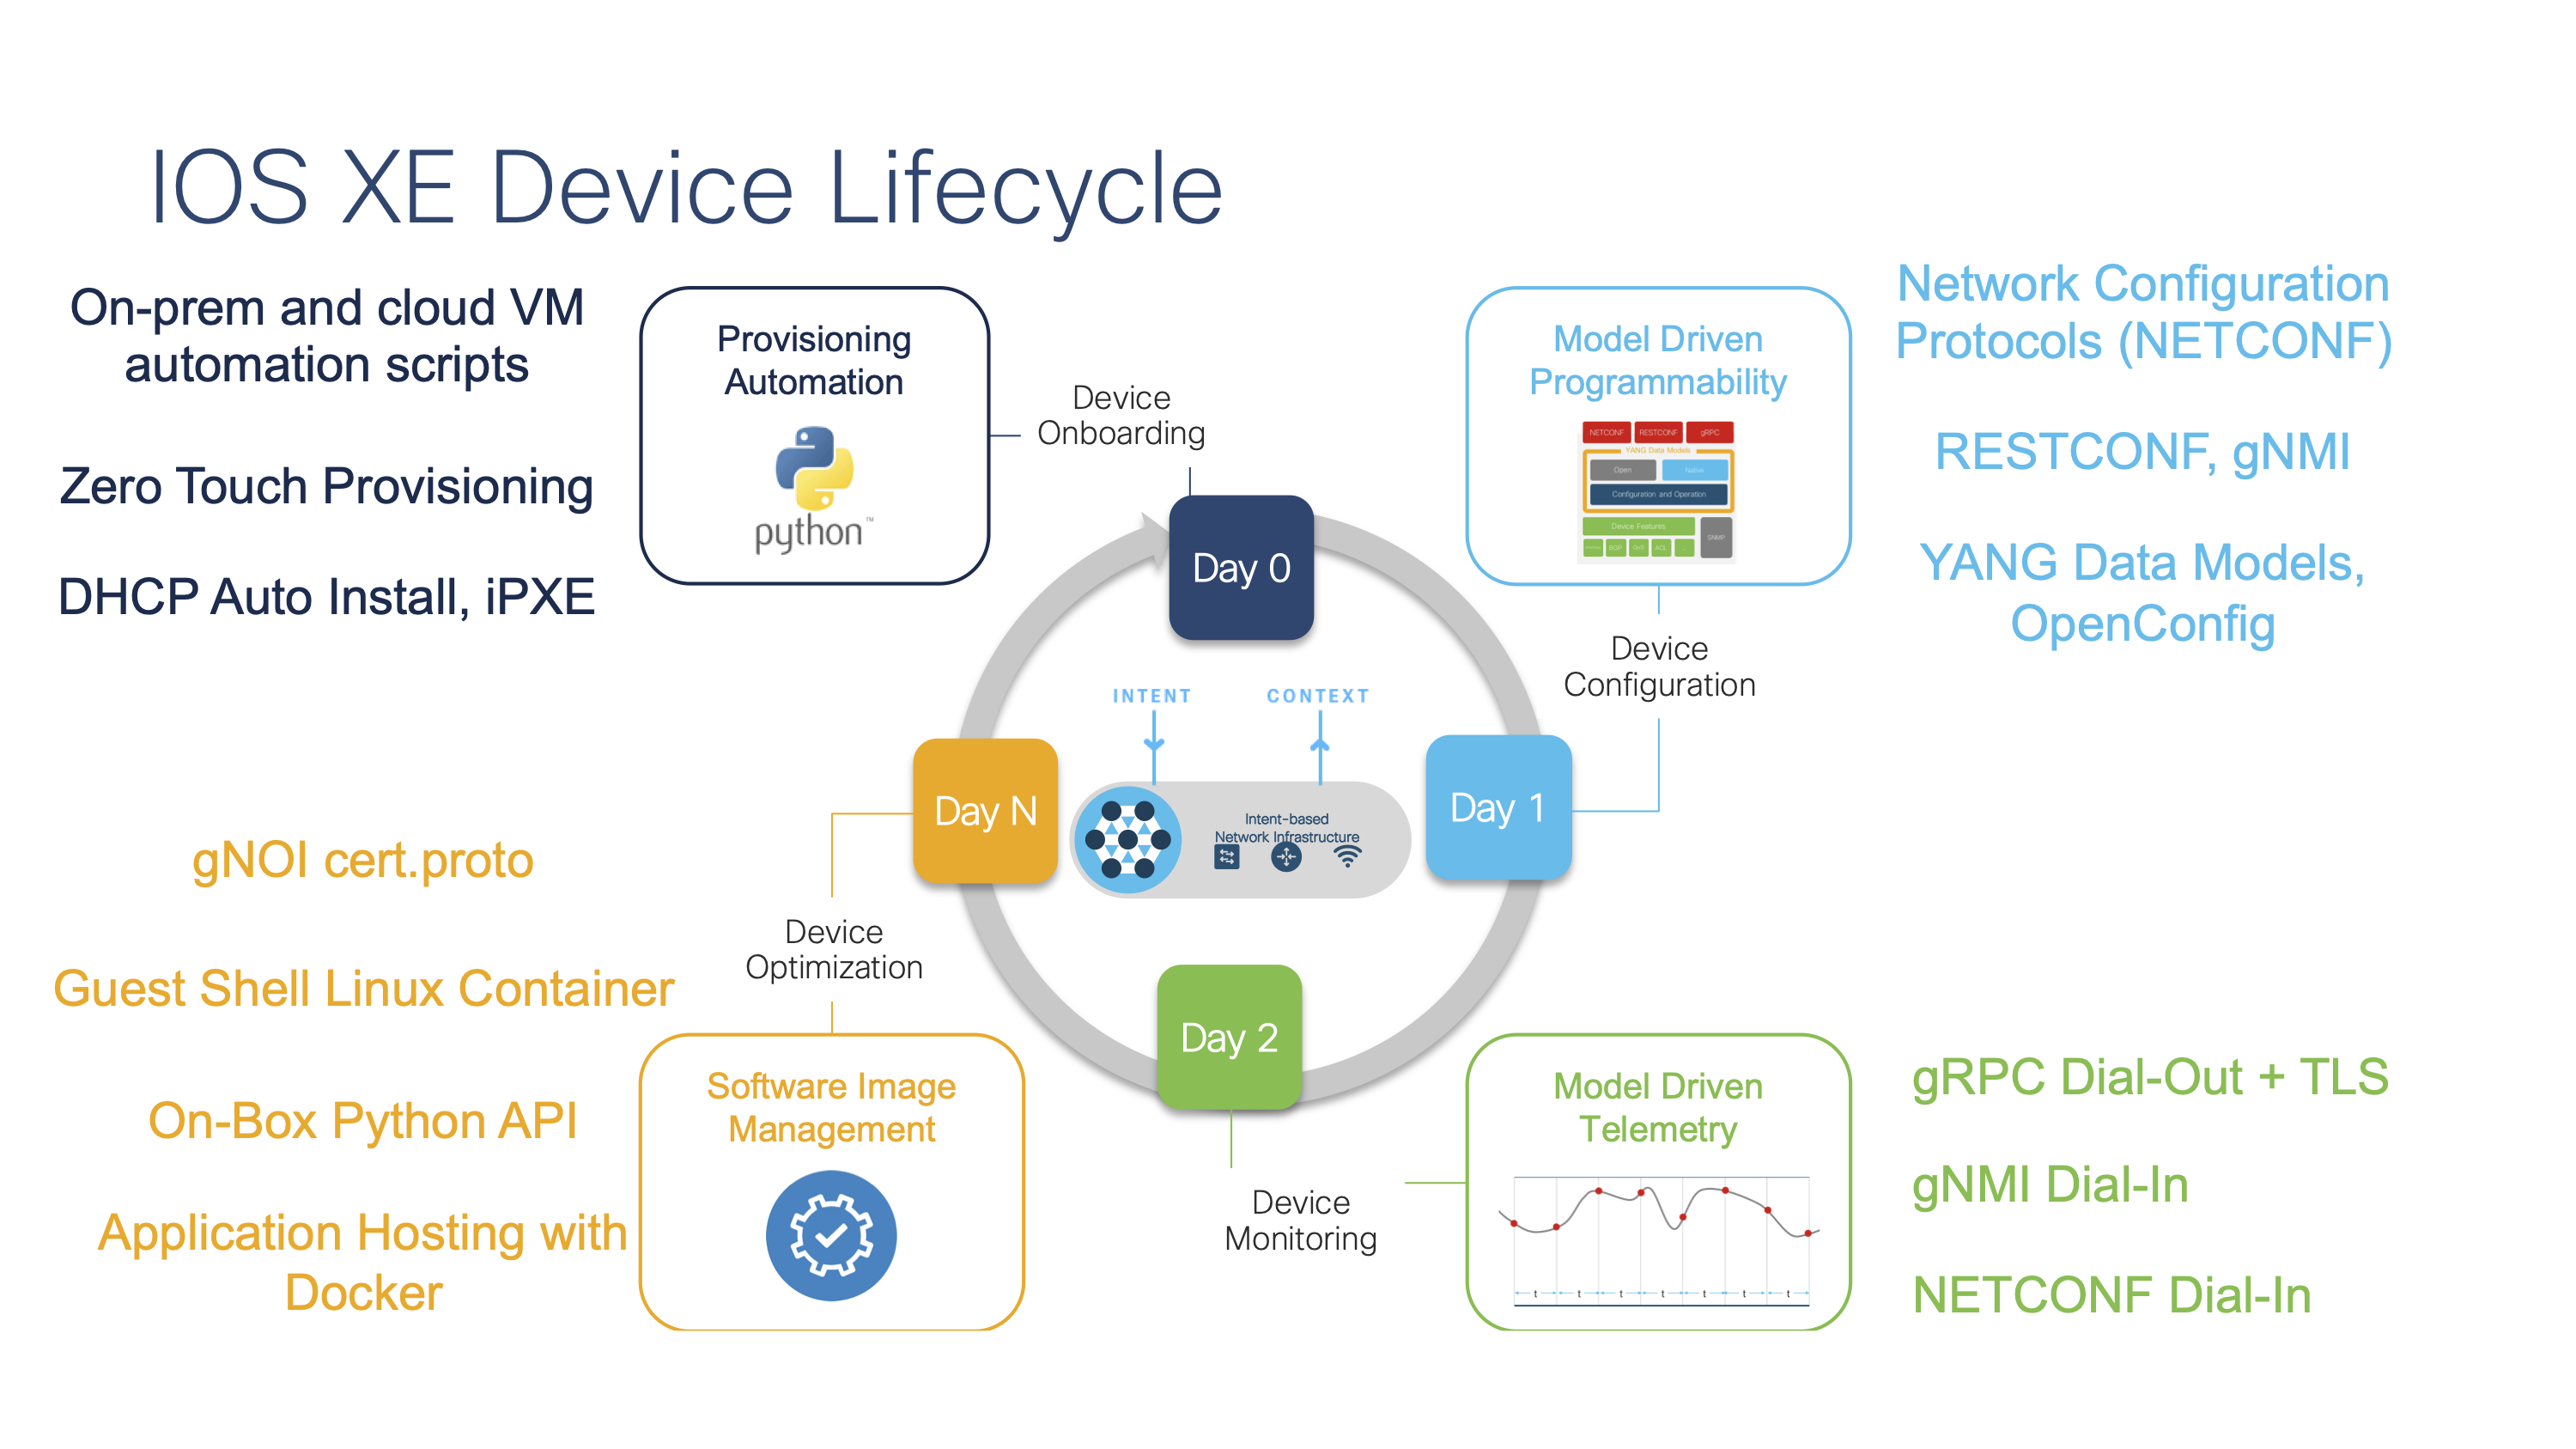 IOS XE Device Lifecycle
On-prem and cloud VM
automation scripts
Zero Touch Provisioning
DHCP Auto Install, iPXE
Provisioning
Automation
python™
Device
Onboarding
Day 0
Model Driven
Programmability
NETCONF
RESTCONF
gRPC
YANG Data Models
Open
Native
Configuration and Operation
Device Features
SNMP
BGP
QoS
ACL
...
Network Configuration
Protocols (NETCONF)
RESTCONF, gNMI
YANG Data Models,
OpenConfig
Device
Configuration
INTENT
CONTEXT
Day N
Intent-based
Network Infrastructure
Day 1
gNOI cert.proto
Guest Shell Linux Container
On-Box Python API
Application Hosting with
Docker
Device
Optimization
Software Image
Management
Day 2
Device
Monitoring
Model Driven
Telemetry
t t t t t t t
gRPC Dial-Out + TLS
gNMI Dial-In
NETCONF Dial-In